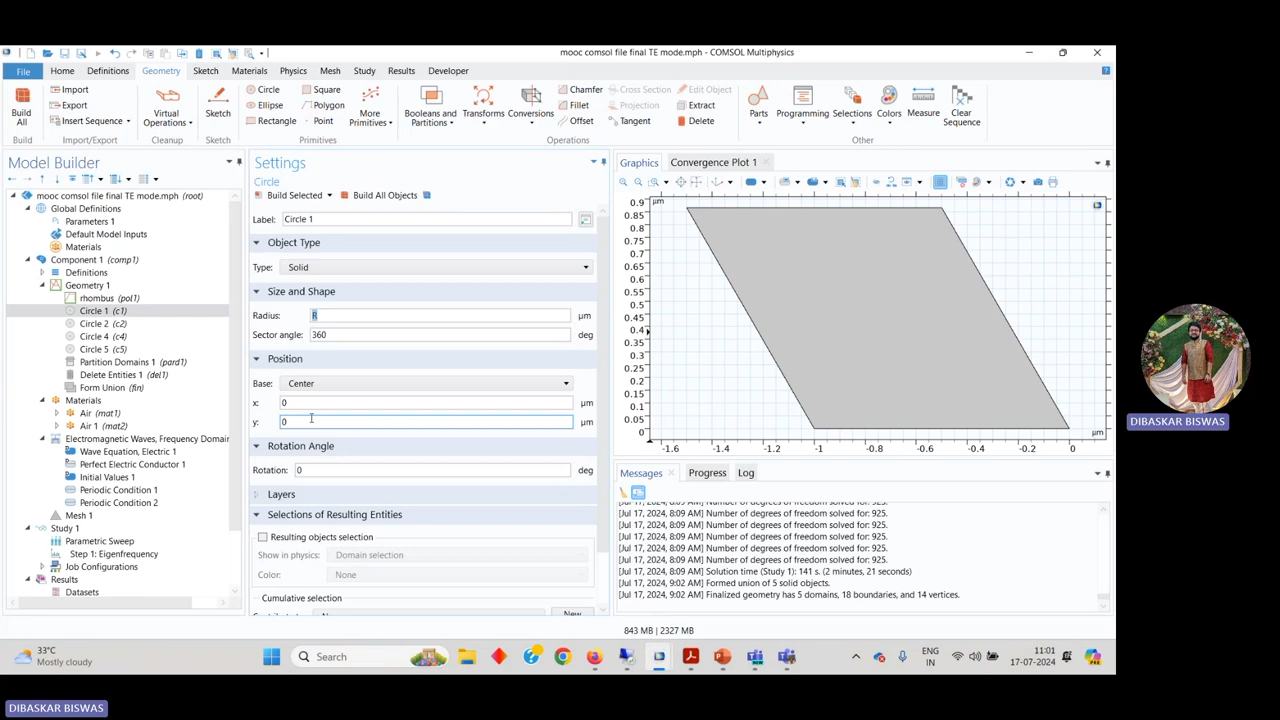 mooc comsol file final TE mode.mph - COMSOL Multiphysics
File Home Definitions Geometry Sketch Materials Physics Mesh Study Results Developer
Import
Export
Insert Sequence
Build All
Virtual Operations
Sketch
Circle
Square
Ellipse
Polygon
Rectangle
Point
More Primitives
Booleans and Partitions
Transforms
Conversions
Chamfer
Cross Section
Edit Object
Fillet
Projection
Extract
Offset
Tangent
Delete
Parts
Programming
Selections
Colors
Measure
Clear Sequence
Build Import/Export Cleanup Sketch Primitives Operations Other
Model Builder
mooc comsol file final TE mode.mph (root)
Global Definitions
Parameters 1
Default Model Inputs
Materials
Component 1 (comp1)
Definitions
Geometry 1
rhombus (pol1)
Circle 1 (c1)
Circle 2 (c2)
Circle 4 (c4)
Circle 5 (c5)
Partition Domains 1 (pard1)
Delete Entities 1 (del1)
Form Union (fin)
Materials
Air (mat1)
Air 1 (mat2)
Electromagnetic Waves, Frequency Domain
Wave Equation, Electric 1
Perfect Electric Conductor 1
Initial Values 1
Periodic Condition 1
Periodic Condition 2
Mesh 1
Study 1
Parametric Sweep
Step 1: Eigenfrequency
Job Configurations
Results
Datasets
Settings
Circle
Build Selected Build All Objects
Label: Circle 1
Object Type
Type: Solid
Size and Shape
Radius: R µm
Sector angle: 360 deg
Position
Base: Center
x: 0 µm
y: 0 µm
Rotation Angle
Rotation: 0 deg
Layers
Selections of Resulting Entities
Resulting objects selection
Show in physics: Domain selection
Color: None
Cumulative selection
New
Graphics Convergence Plot 1
µm
0.9
0.85
0.8
0.75
0.7
0.65
0.6
0.55
0.5
0.45
0.4
0.35
0.3
0.25
0.2
0.15
0.1
0.05
0
µm
-1.6 -1.4 -1.2 -1 -0.8 -0.6 -0.4 -0.2 0
Messages Progress Log
[Jul 17, 2024, 8:09 AM] Number of degrees of freedom solved for: 925.
[Jul 17, 2024, 8:09 AM] Number of degrees of freedom solved for: 925.
[Jul 17, 2024, 8:09 AM] Number of degrees of freedom solved for: 925.
[Jul 17, 2024, 8:09 AM] Number of degrees of freedom solved for: 925.
[Jul 17, 2024, 8:09 AM] Number of degrees of freedom solved for: 925.
[Jul 17, 2024, 8:09 AM] Number of degrees of freedom solved for: 925.
[Jul 17, 2024, 8:09 AM] Solution time (Study 1): 141 s. (2 minutes, 21 seconds)
[Jul 17, 2024, 9:02 AM] Formed union of 5 solid objects.
[Jul 17, 2024, 9:02 AM] Finalized geometry has 5 domains, 18 boundaries, and 14 vertices.
843 MB | 2327 MB
33°C
Mostly cloudy
Search
ENG
IN
11:01
17-07-2024
DIBASKAR BISWAS
DIBASKAR BISWAS